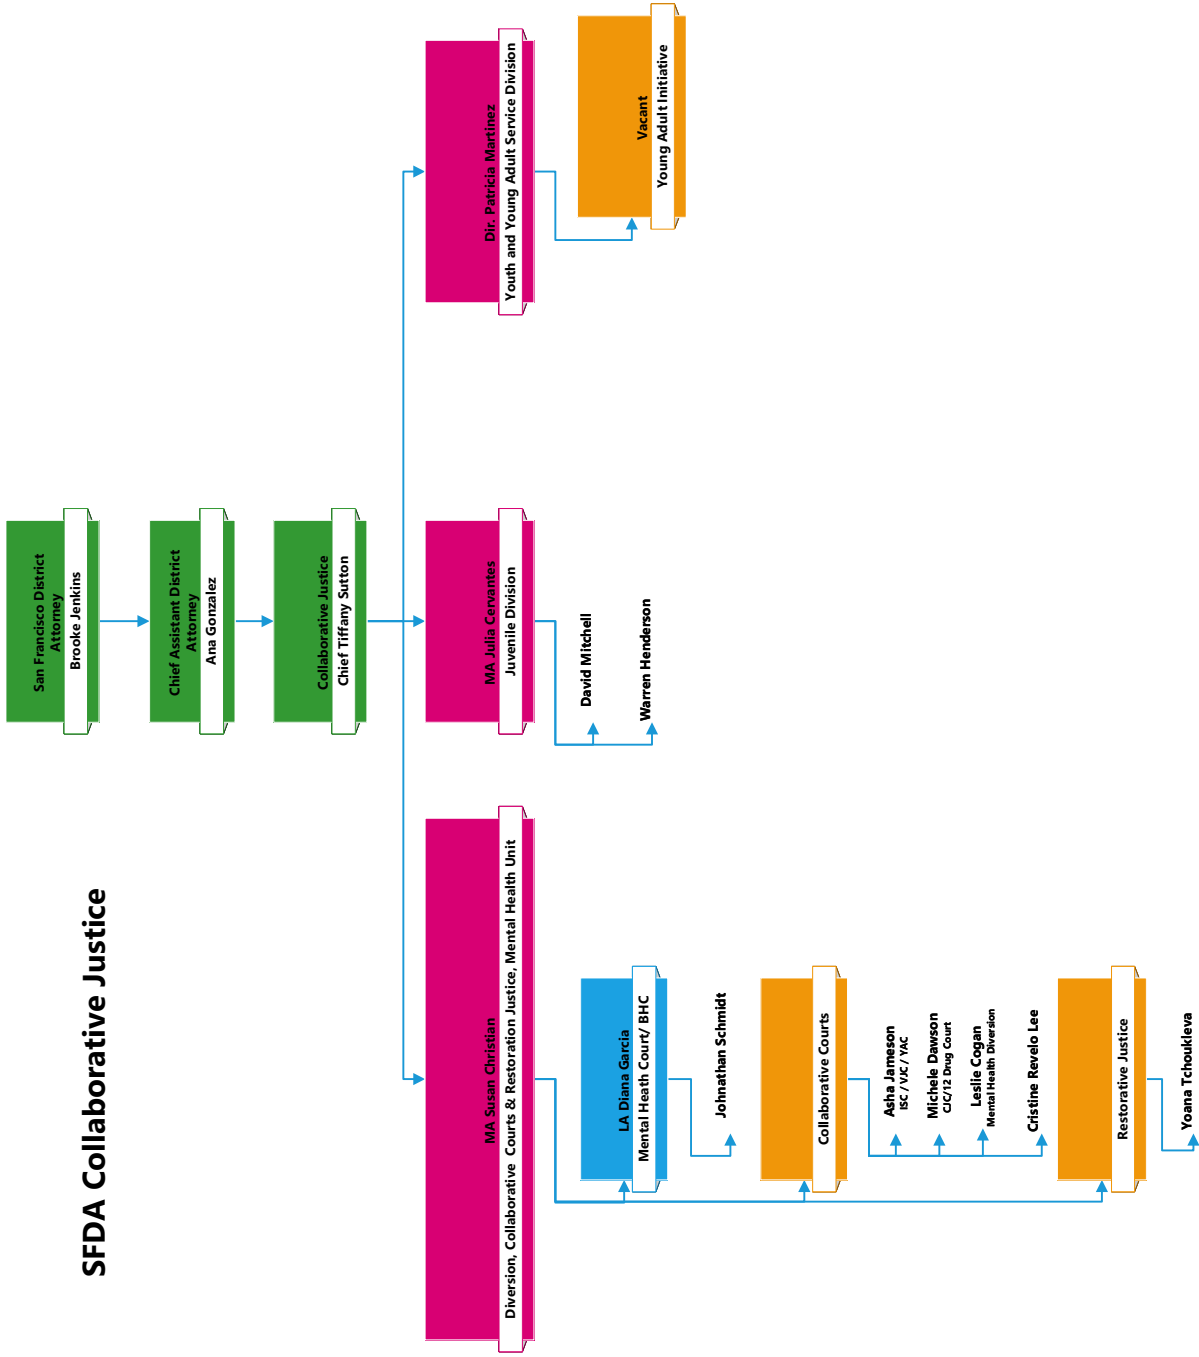 SFDA Collaborative Justice
San Francisco District
Attorney
Brooke Jenkins
Chief Assistant District
Attorney
Ana Gonzalez
Collaborative Justice
Chief Tiffany Sutton
MA Susan Christian
Diversion, Collaborative Courts & Restoration Justice, Mental Health Unit
MA Julia Cervantes
Juvenile Division
Dir. Patricia Martinez
Youth and Young Adult Service Division
LA Diana Garcia
Mental Heath Court/ BHC
Johnathan Schmidt
Collaborative Courts
Asha Jameson
ISC / VJC / YAC
Michele Dawson
CJC/12 Drug Court
Leslie Cogan
Mental Health Diversion
Cristine Revelo Lee
Restorative Justice
Yoana Tchoukleva
David Mitchell
Warren Henderson
Vacant
Young Adult Initiative